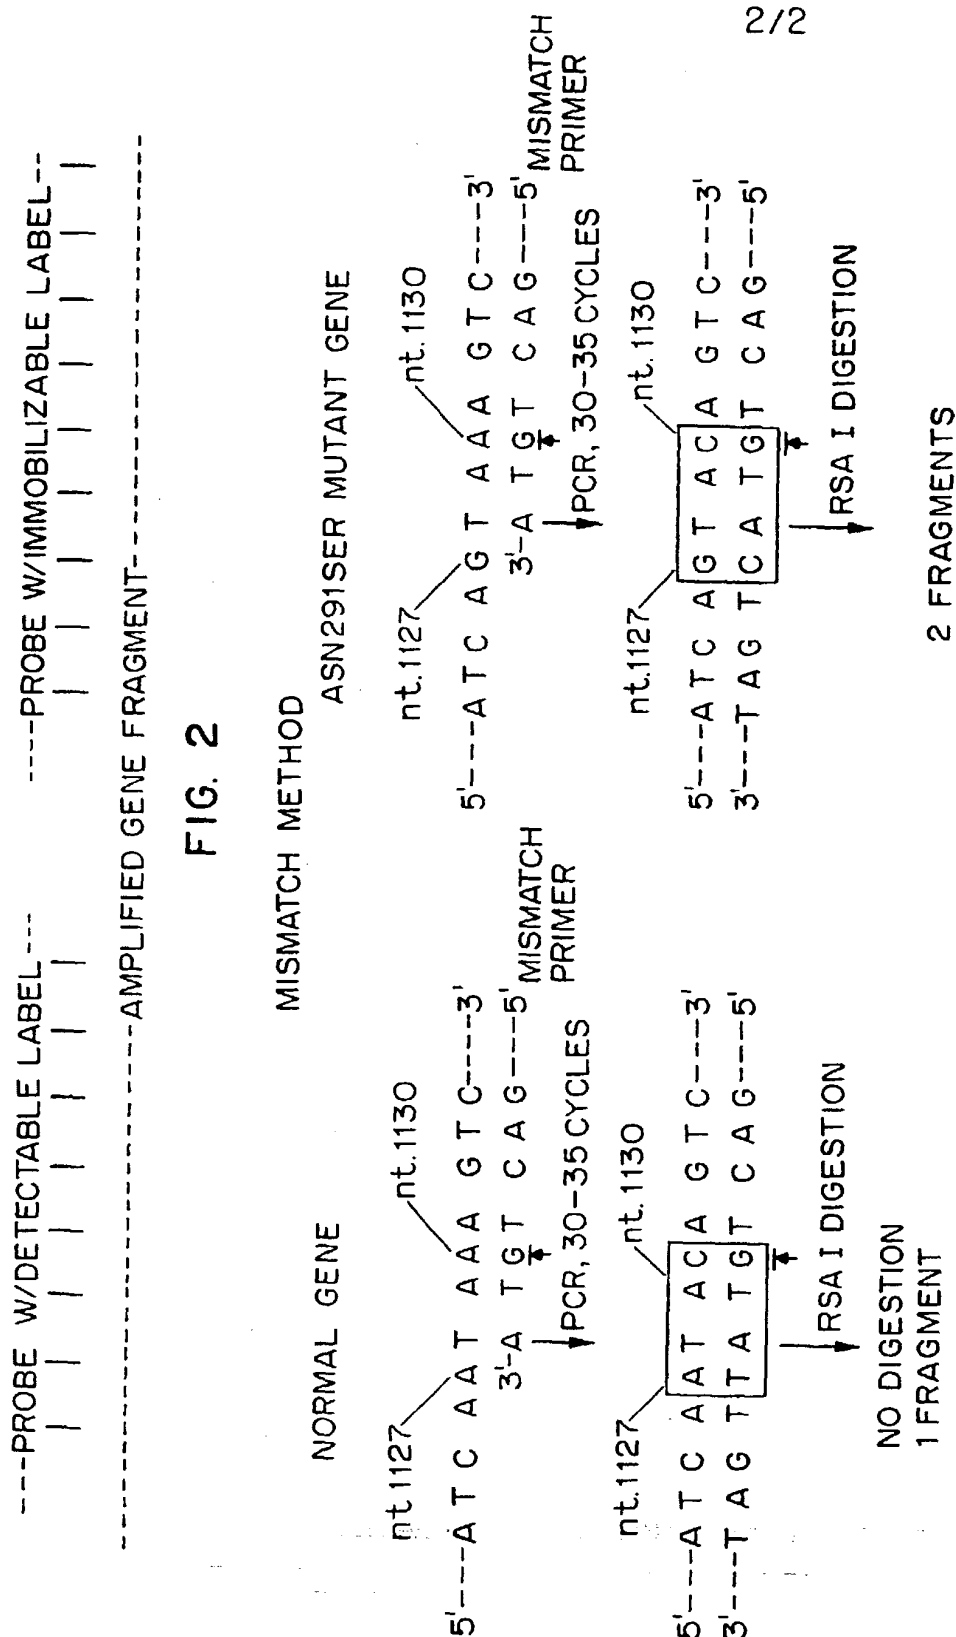 2/2
---PROBE W/DETECTABLE LABEL---
----PROBE W/IMMOBILIZABLE LABEL--
-------------AMPLIFIED GENE FRAGMENT-------------
FIG. 2
MISMATCH METHOD
NORMAL GENE
nt 1127
nt.1130
5'----A T C A A T A A A G T C----3'
3'-A T G T C A G----5'
MISMATCH PRIMER
PCR, 30-35 CYCLES
nt.1127
nt.1130
5'----A T C A A T A C A G T C----3'
3'---T A G T T A T G T C A G----5'
RSA I DIGESTION
NO DIGESTION
1 FRAGMENT
ASN291SER MUTANT GENE
nt.1127
nt.1130
5'----A T C A G T A A A G T C----3'
3'-A T G T C A G----5'
MISMATCH
PRIMER
PCR, 30-35 CYCLES
nt.1127
nt.1130
5'----A T C A G T A C A G T C----3'
3'---T A G T C A T G T C A G----5'
RSA I DIGESTION
2 FRAGMENTS